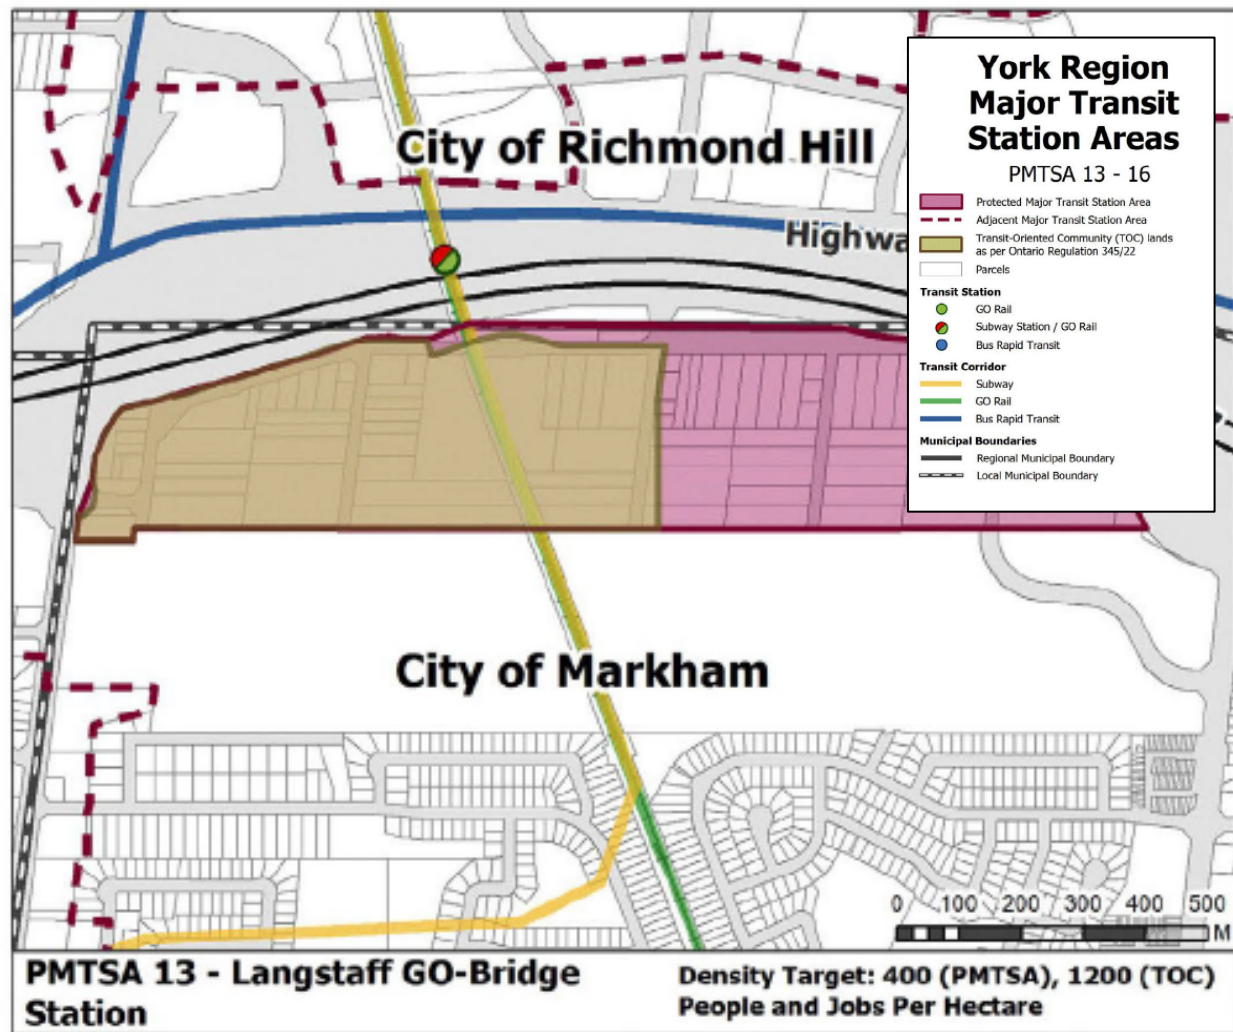 City of Richmond Hill
Highwa
York Region
Major Transit
Station Areas
PMTSA 13 - 16
Protected Major Transit Station Area
Adjacent Major Transit Station Area
Transit-Oriented Community (TOC) lands
as per Ontario Regulation 345/22
Parcels
Transit Station
GO Rail
Subway Station / GO Rail
Bus Rapid Transit
Transit Corridor
Subway
GO Rail
Bus Rapid Transit
Municipal Boundaries
Regional Municipal Boundary
Local Municipal Boundary
City of Markham
0 100 200 300 400 500
M
PMTSA 13 - Langstaff GO-Bridge
Station
Density Target: 400 (PMTSA), 1200 (TOC)
People and Jobs Per Hectare